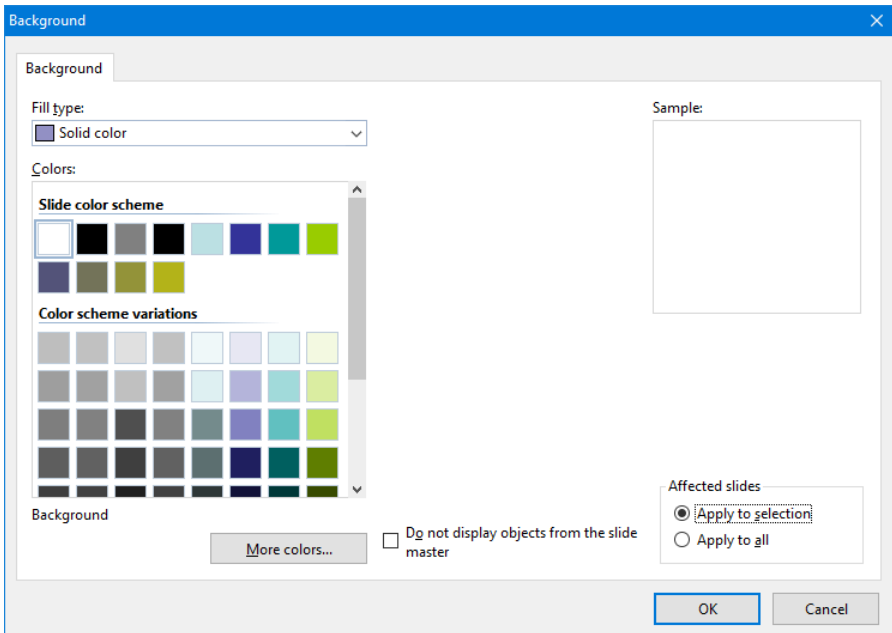 Background
Background
Fill type:
Sample:
Solid color
Colors:
Slide color scheme
Color scheme variations
Background
More colors...
Do not display objects from the slide
master
Affected slides
Apply to selection
Apply to all
OK
Cancel